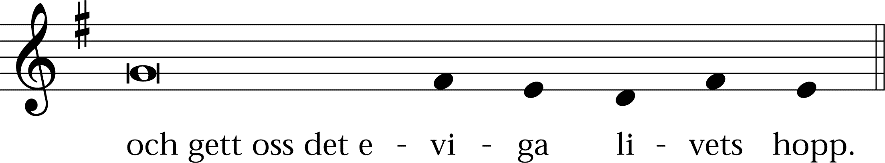 och gett oss det e - vi - ga li - vets hopp.